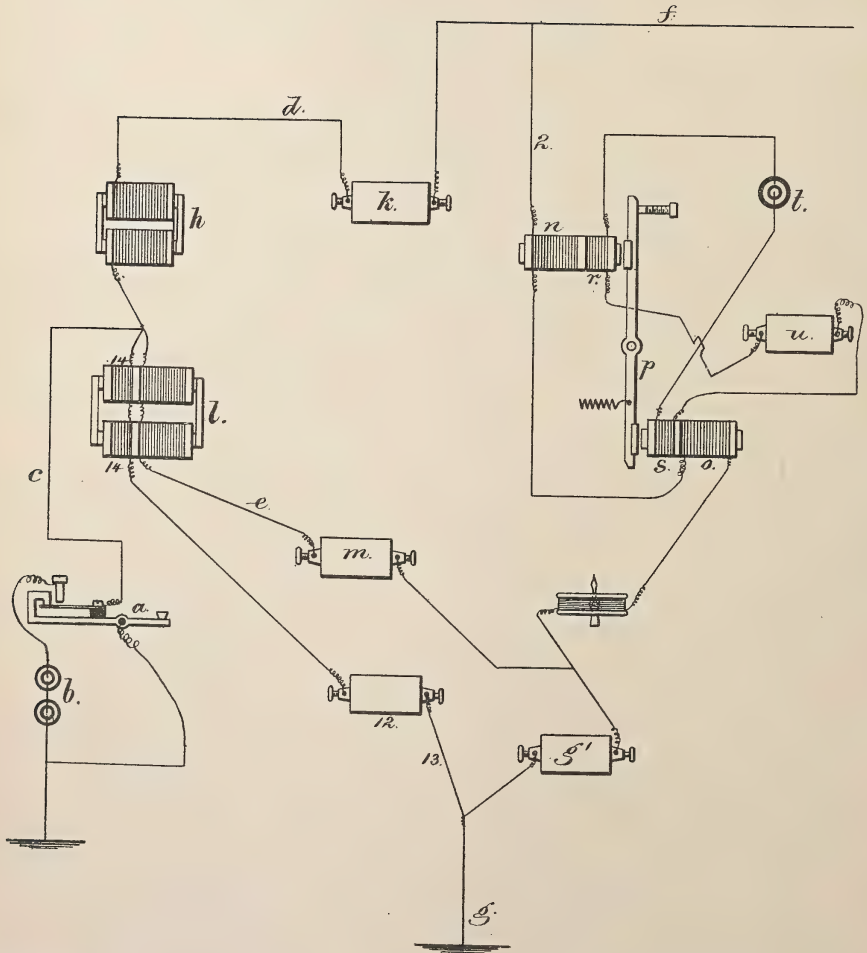 f.
d.
2.
k.
h
n
t.
r.
u.
14
p
l.
14
s. o.
c
e.
m.
a.
b.
12.
13.
g'
g.